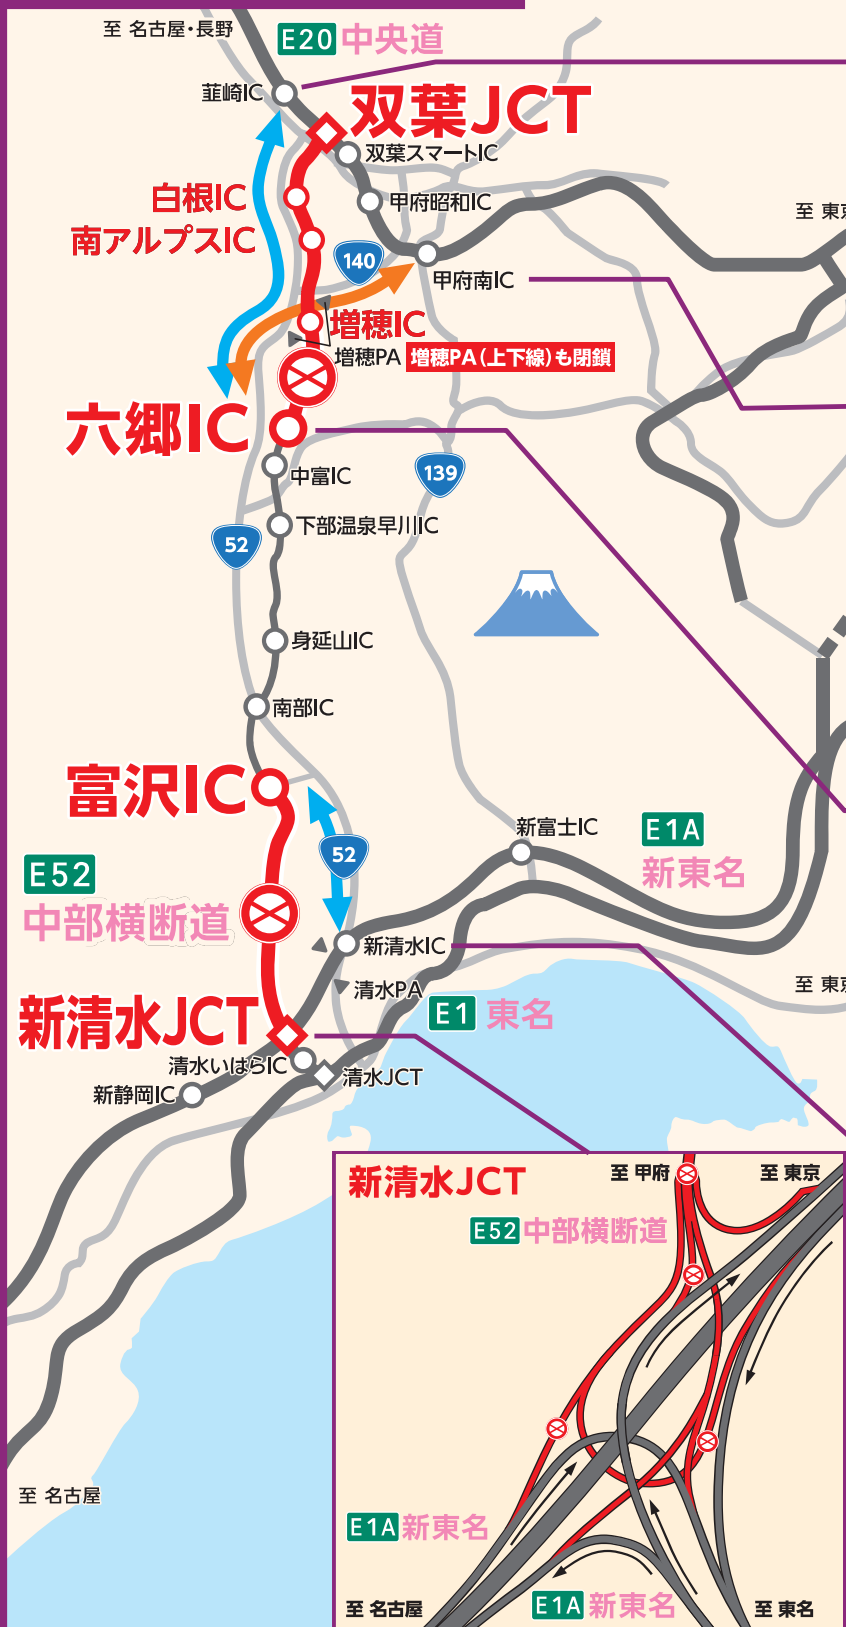 至 名古屋・長野
E20 中央道
韮崎IC
双葉JCT
双葉スマートIC
白根IC
甲府昭和IC
至 東京
南アルプスIC
140
甲府南IC
増穂IC
増穂PA 増穂PA(上下線)も閉鎖
六郷IC
中富IC
139
下部温泉早川IC
52
身延山IC
南部IC
富沢IC
新富士IC
E1A
新東名
52
E52
中部横断道
新清水IC
清水PA
至 東京
E1 東名
新清水JCT
清水いはらIC
清水JCT
新静岡IC
至 名古屋
新清水JCT
至 甲府
至 東京
E52 中部横断道
E1A 新東名
E1A 新東名
至 名古屋
至 東名